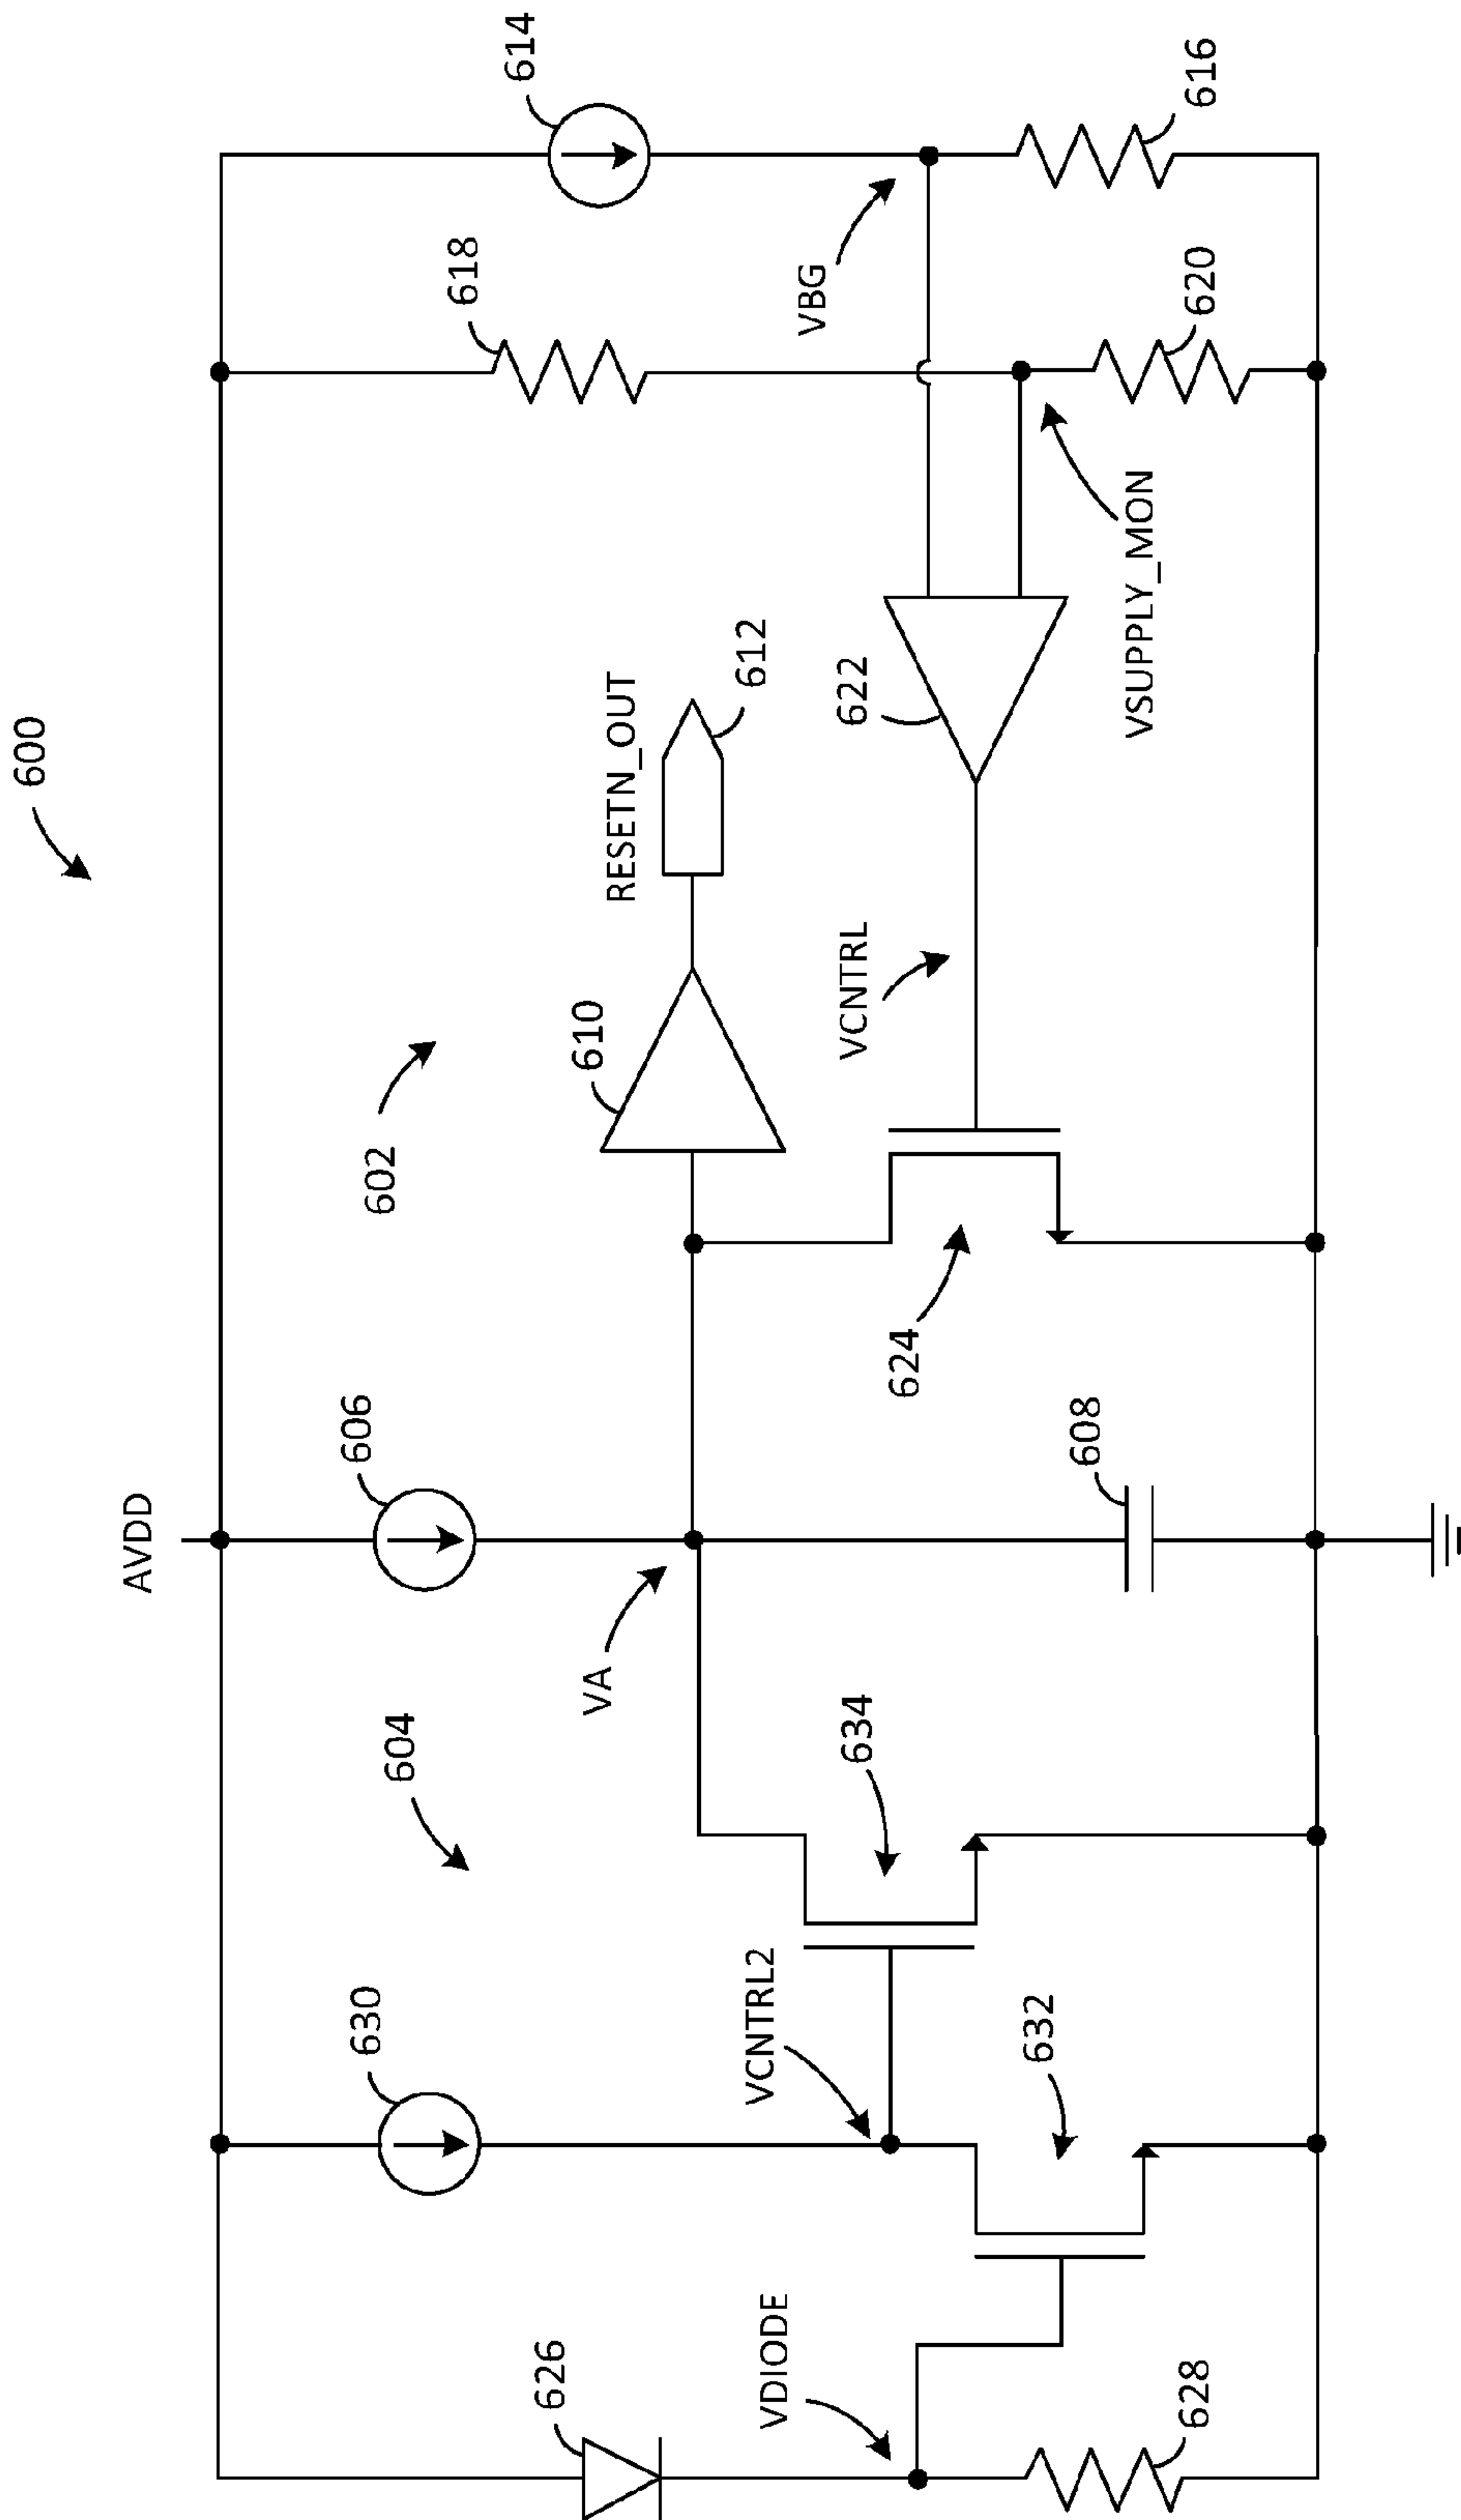 600
AVDD
604
602
630
606
614
618
626
VA
610
RESETN_OUT
612
VCNTRL2
634
VDIODE
632
624
608
VCNTRL
622
VBG
VSUPPLY_MON
628
620
616